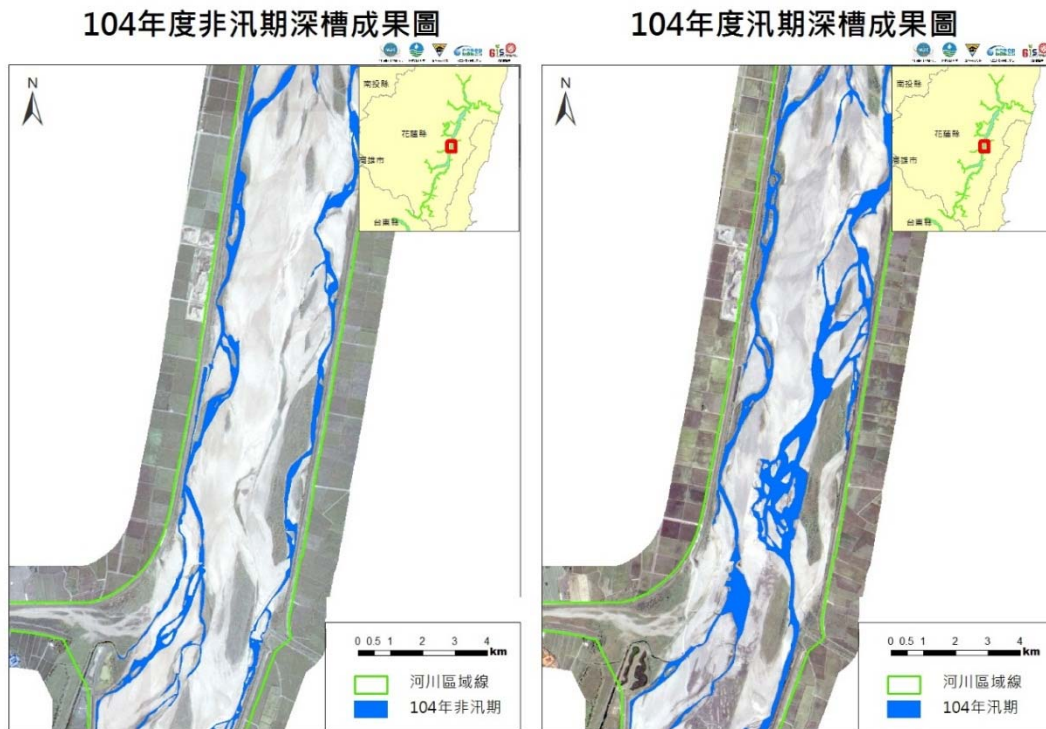 104年度非汛期深槽成果圖
N
南投縣
花蓮縣
高雄市
台東縣
0 0.5 1 2 3 4
km
河川區域線
104年非汛期
104年度汛期深槽成果圖
N
南投縣
花蓮縣
高雄市
台東縣
0 0.5 1 2 3 4
km
河川區域線
104年汛期